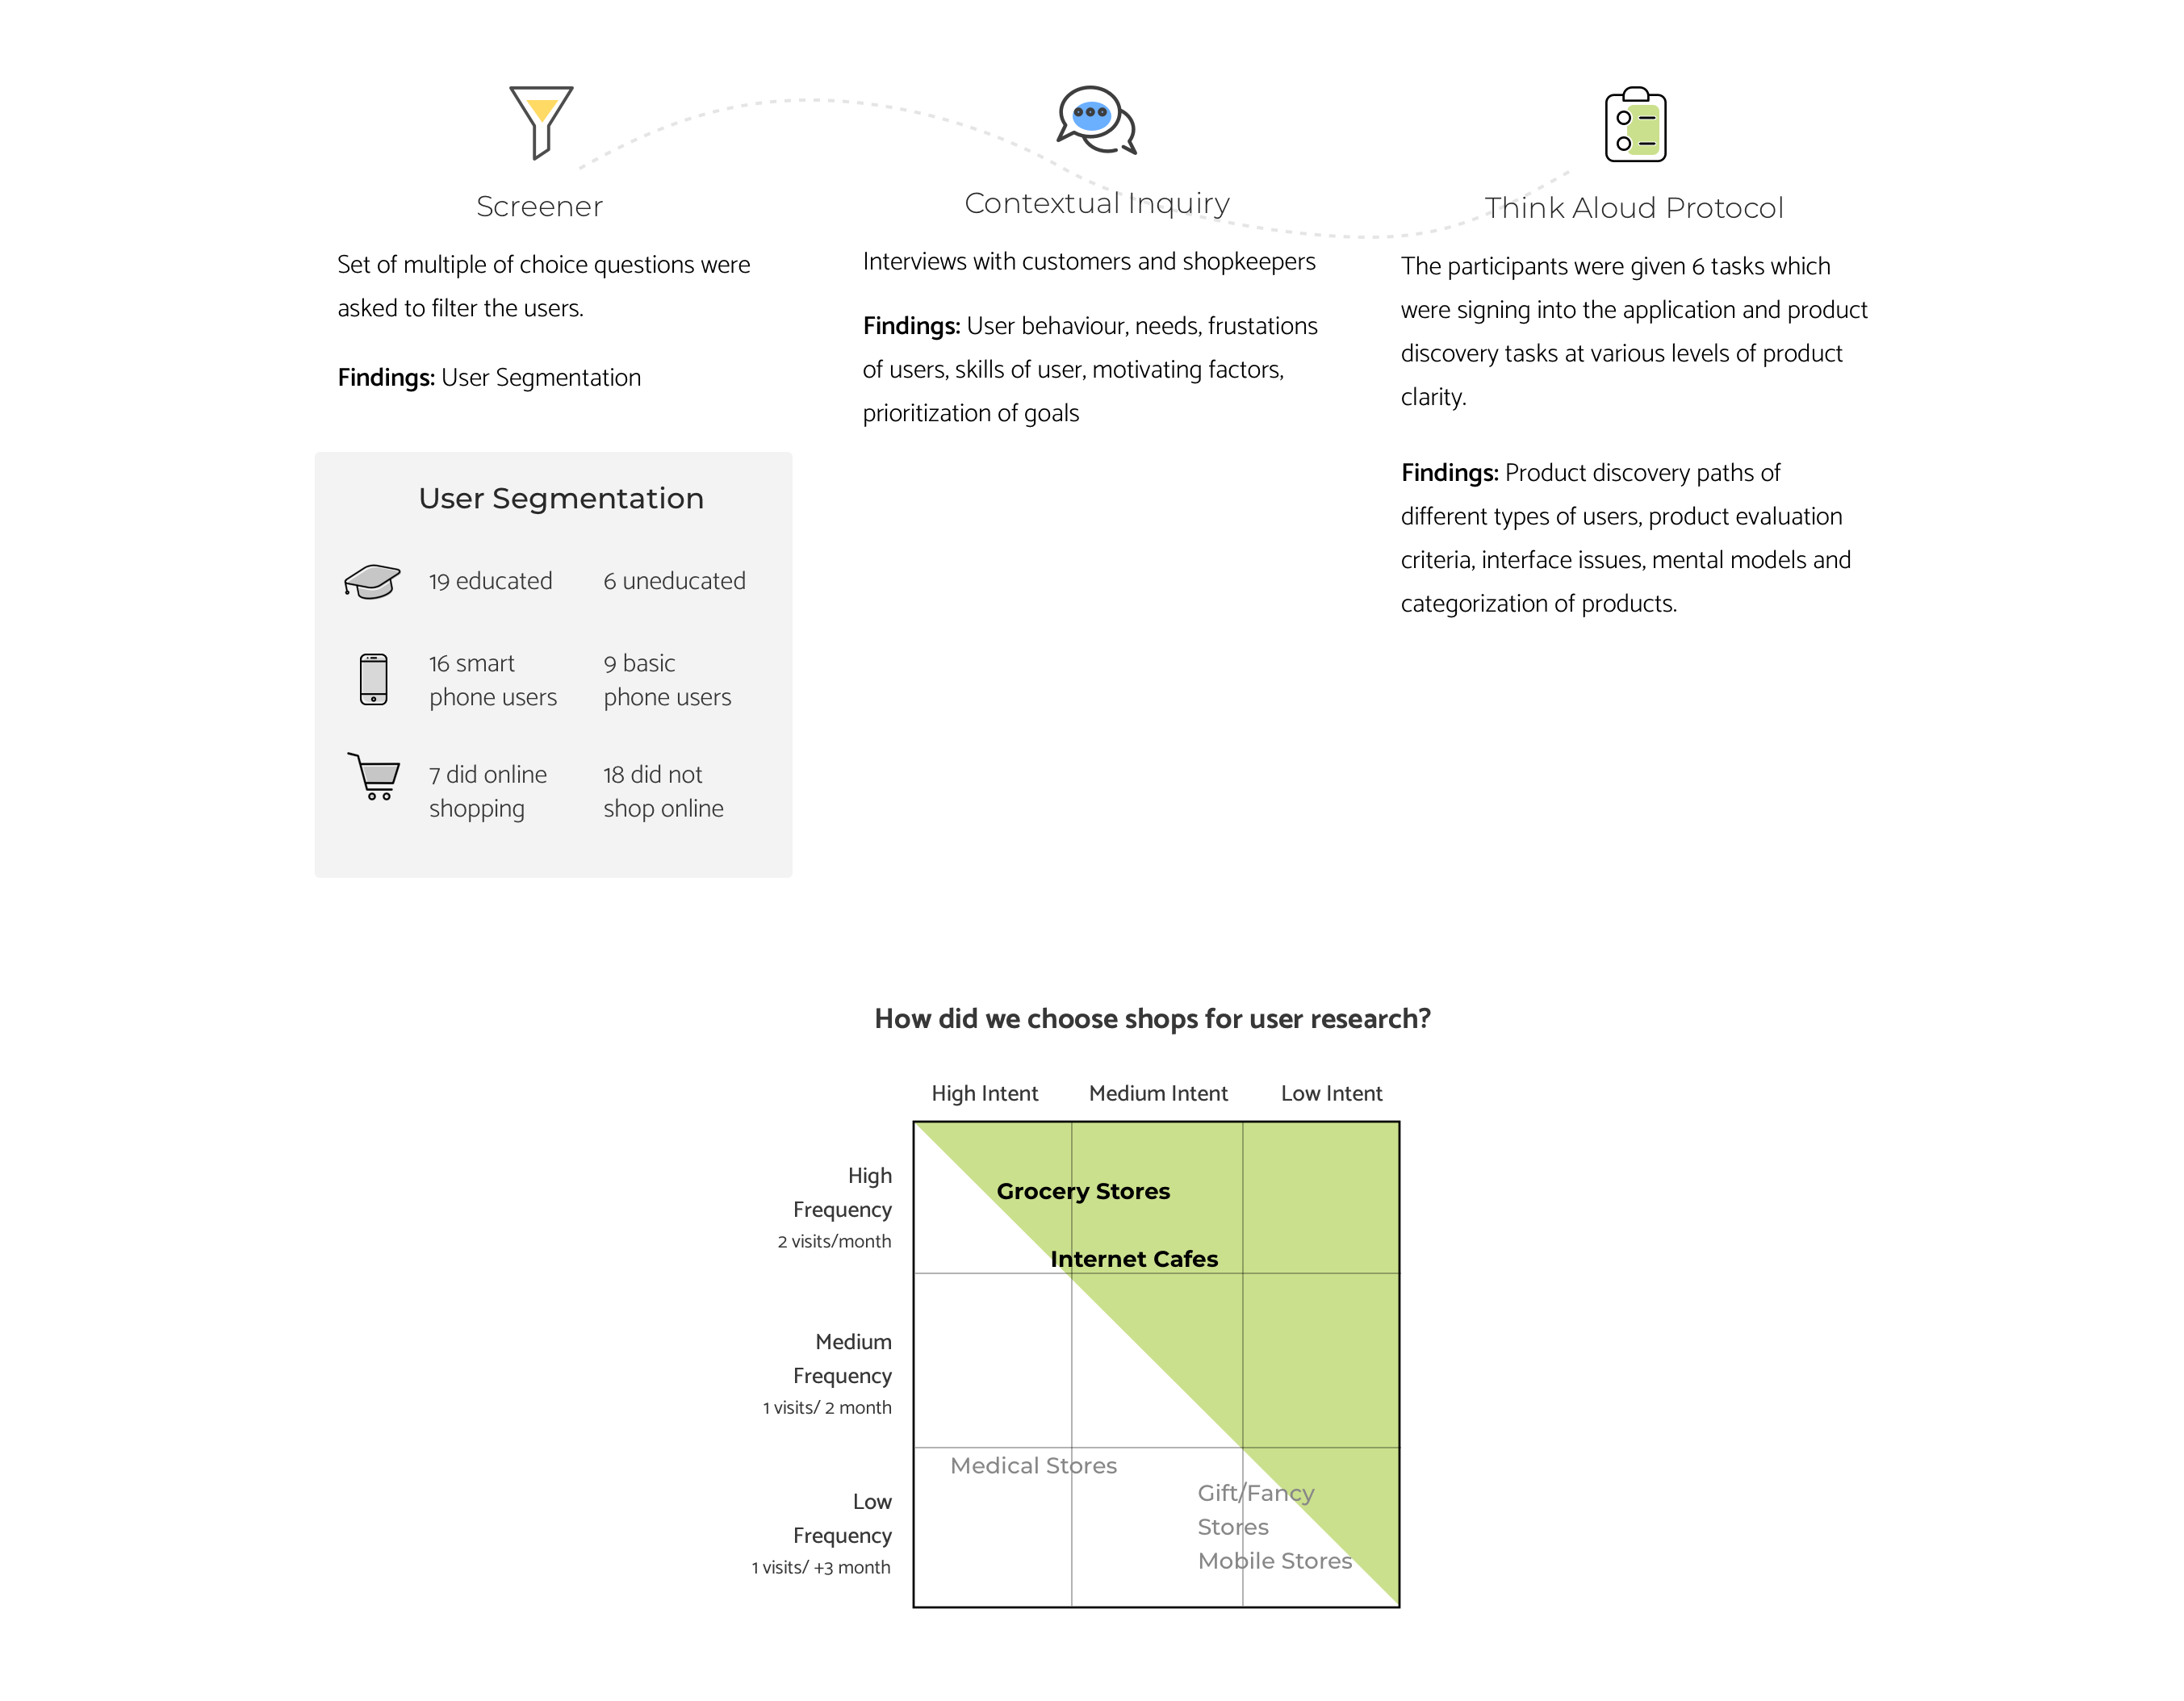 Screener
Set of multiple of choice questions were
asked to filter the users.
Findings: User Segmentation
User Segmentation
19 educated
6 uneducated
16 smart
phone users
9 basic
phone users
7 did online
shopping
18 did not
shop online
Contextual Inquiry
Interviews with customers and shopkeepers
Findings: User behaviour, needs, frustations
of users, skills of user, motivating factors,
prioritization of goals
Think Aloud Protocol
The participants were given 6 tasks which
were signing into the application and product
discovery tasks at various levels of product
clarity.
Findings: Product discovery paths of
different types of users, product evaluation
criteria, interface issues, mental models and
categorization of products.
How did we choose shops for user research?
High Intent
Medium Intent
Low Intent
High
Frequency
2 visits/month
Grocery Stores
Internet Cafes
Medium
Frequency
1 visits/ 2 month
Low
Frequency
1 visits/ +3 month
Medical Stores
Gift/Fancy
Stores
Mobile Stores